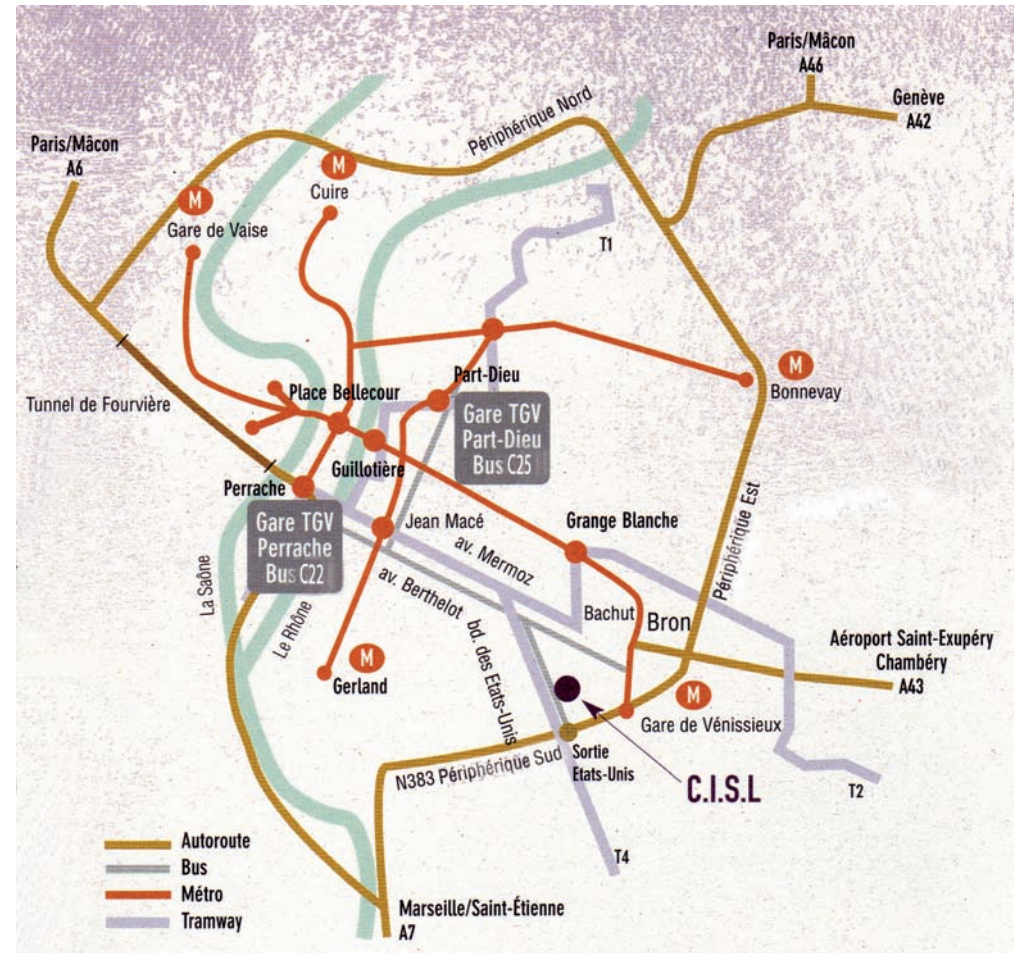 Paris/Mâcon
A46
Genève
A42
Périphérique Nord
Paris/Mâcon
A6
M
Cuire
M
Gare de Vaise
T1
M
Bonnevay
Part-Dieu
Place Bellecour
Tunnel de Fourvière
Gare TGV
Part-Dieu
Bus C25
Guillotière
Perrache
Gare TGV
Perrache
Bus C22
Jean Macé
Grange Blanche
Périphérique Est
av. Mermoz
av. Berthelot
La Saône
Le Rhône
bd. des Etats-Unis
Bachut
Bron
Aéroport Saint-Exupéry
Chambéry
A43
M
Gerland
M
Gare de Vénissieux
N383 Périphérique Sud
Sortie
Etats-Unis
C.I.S.L
T2
T4
Autoroute
Bus
Métro
Tramway
Marseille/Saint-Étienne
A7